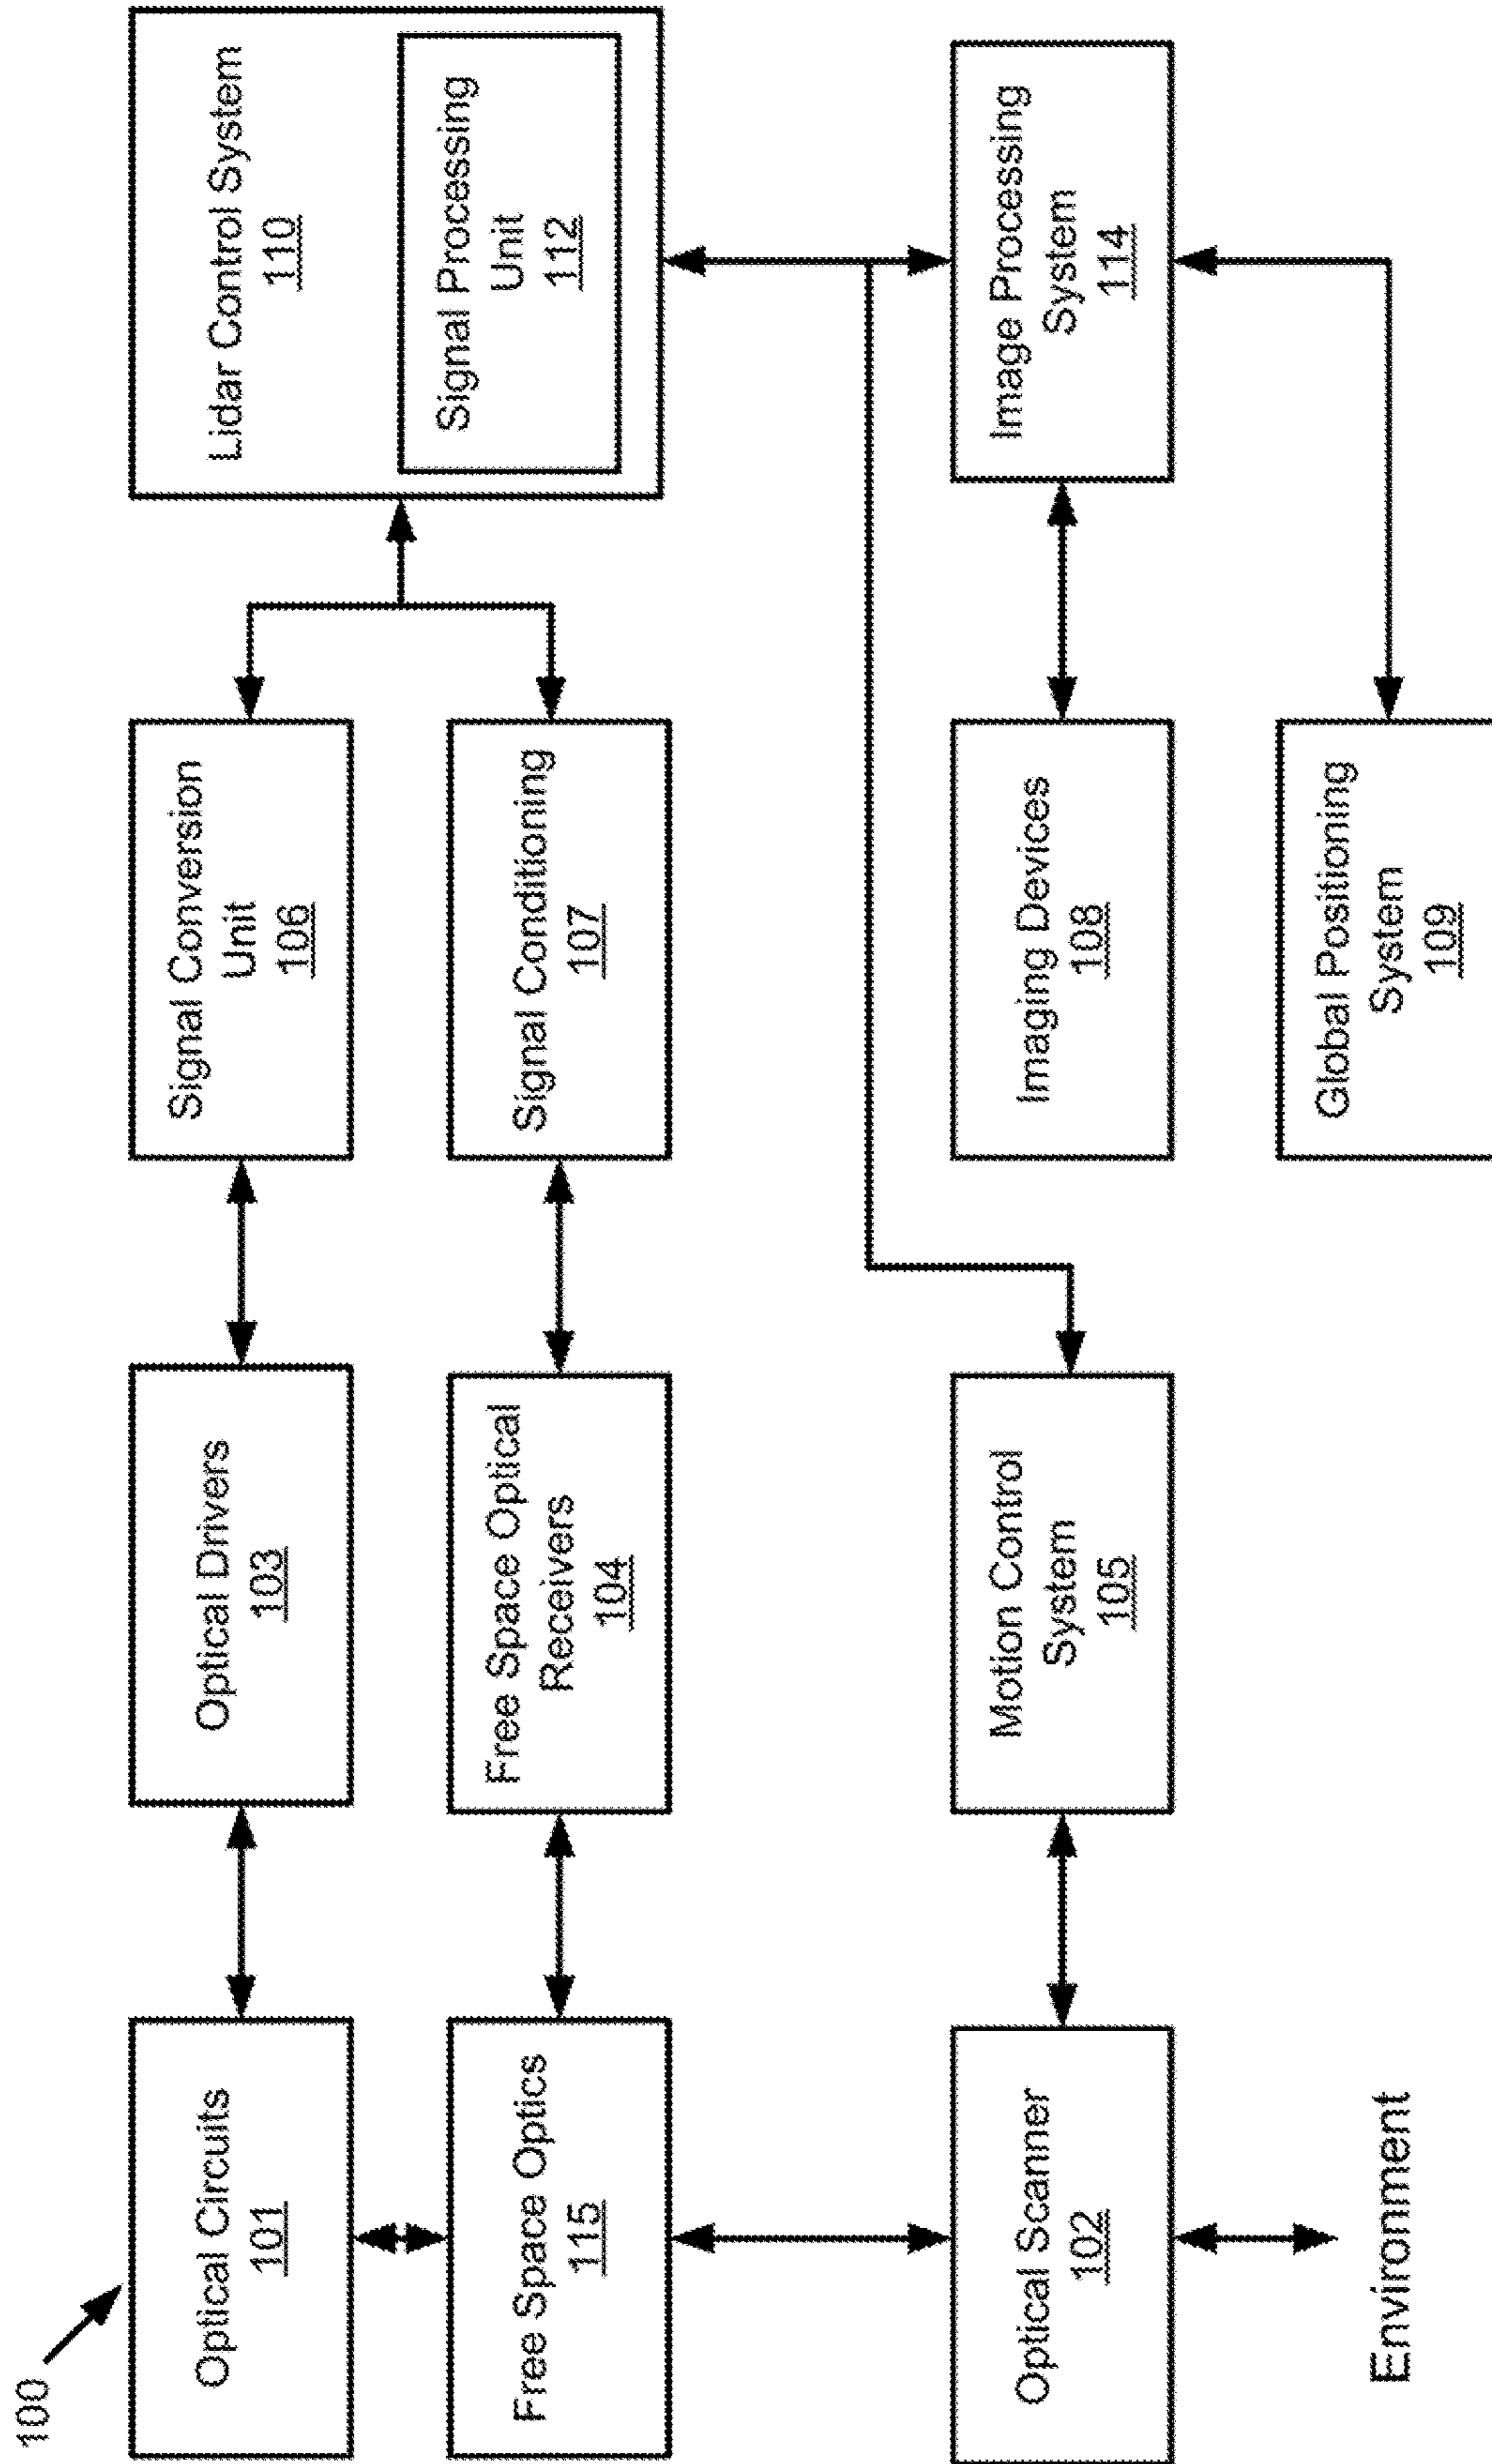 100
Optical Circuits
101
Optical Drivers
103
Signal Conversion
Unit
106
Lidar Control System
110
Signal Processing
Unit
112
Free Space Optics
115
Free Space Optical
Receivers
104
Signal Conditioning
107
Optical Scanner
102
Motion Control
System
105
Imaging Devices
108
Image Processing
System
114
Environment
Global Positioning
System
109